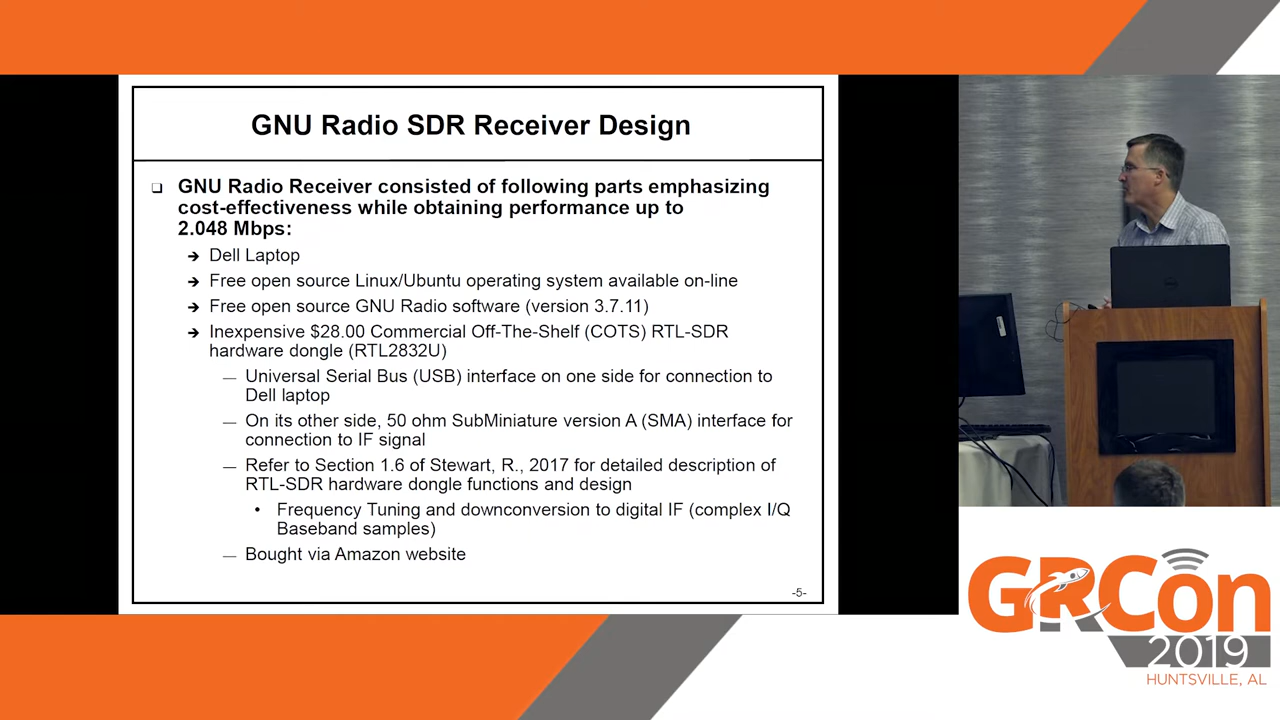 GNU Radio SDR Receiver Design
❑ GNU Radio Receiver consisted of following parts emphasizing
cost-effectiveness while obtaining performance up to
2.048 Mbps:
➔ Dell Laptop
➔ Free open source Linux/Ubuntu operating system available on-line
➔ Free open source GNU Radio software (version 3.7.11)
➔ Inexpensive $28.00 Commercial Off-The-Shelf (COTS) RTL-SDR
hardware dongle (RTL2832U)
— Universal Serial Bus (USB) interface on one side for connection to
Dell laptop
— On its other side, 50 ohm SubMiniature version A (SMA) interface for
connection to IF signal
— Refer to Section 1.6 of Stewart, R., 2017 for detailed description of
RTL-SDR hardware dongle functions and design
• Frequency Tuning and downconversion to digital IF (complex I/Q
Baseband samples)
— Bought via Amazon website
-5-
GRCon
2019
HUNTSVILLE, AL